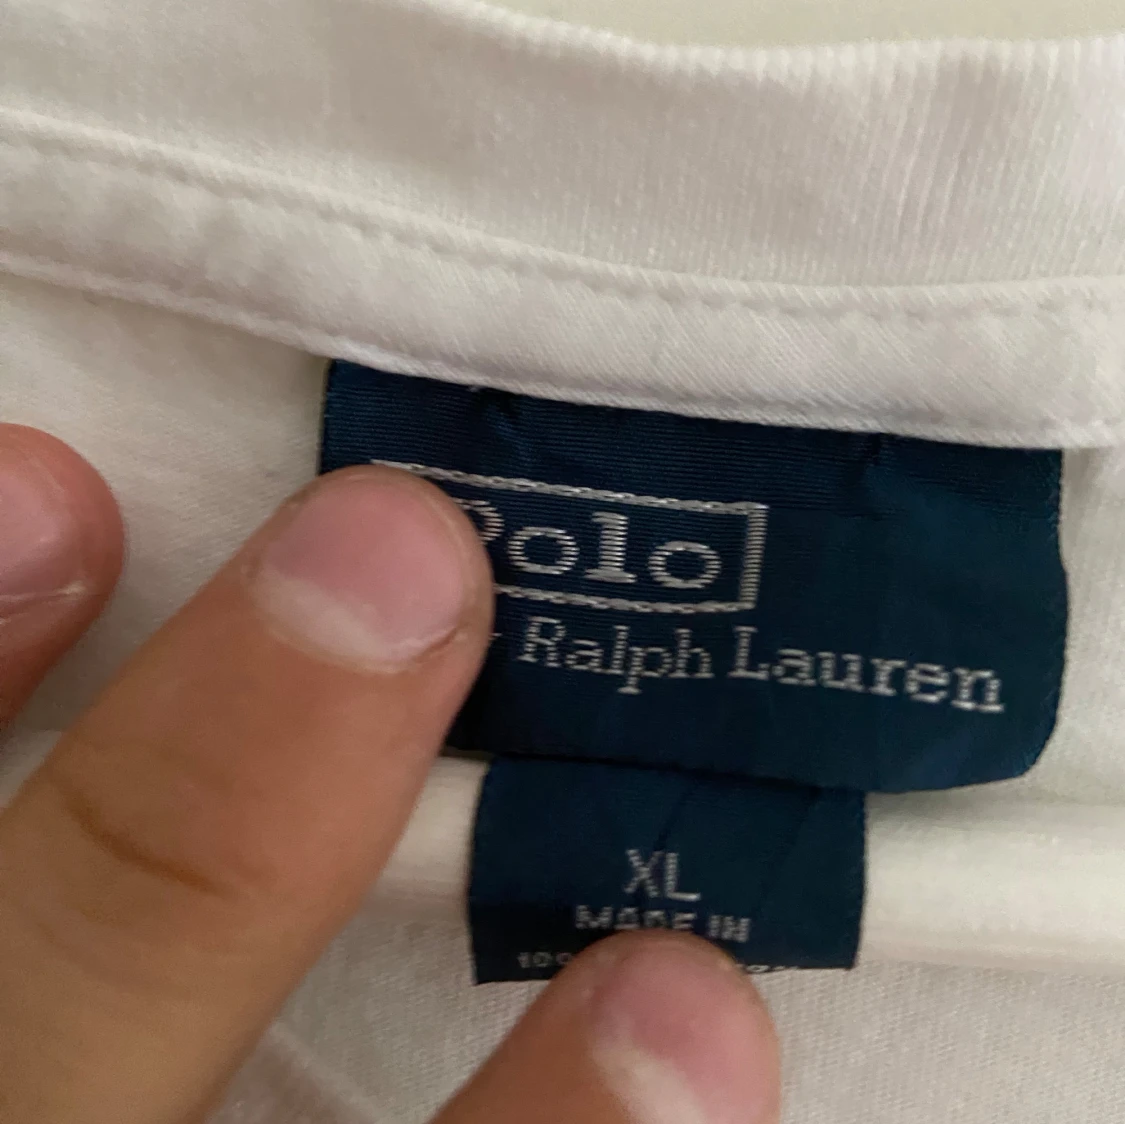 Polo
Ralph Lauren
XL
MADE IN